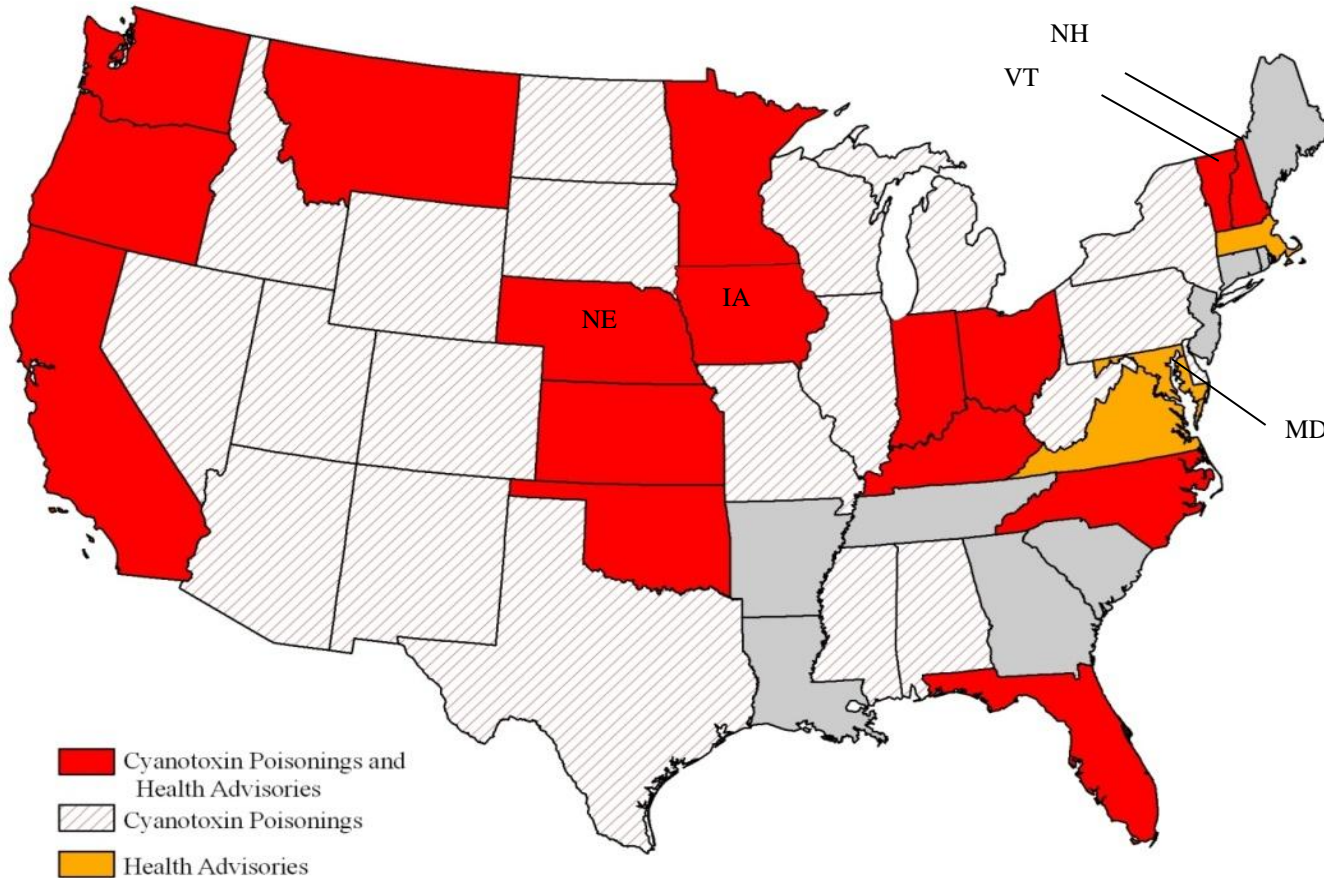 NH
VT
NE
IA
MD
Cyanotoxin Poisonings and
Health Advisories
Cyanotoxin Poisonings
Health Advisories